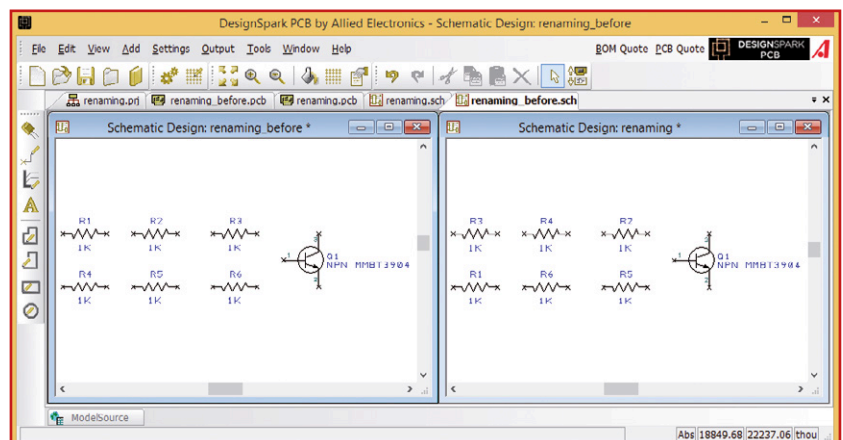 DesignSpark PCB by Allied Electronics - Schematic Design: renaming_before
File Edit View Add Settings Output Tools Window Help
BOM Quote PCB Quote
DESIGNSPARK
PCB
renaming.prj renaming_before.pcb renaming.pcb renaming.sch renaming_before.sch
Schematic Design: renaming_before *
R1 R2 R3
1K 1K 1K
1
Q1
NPN MMBT3904
R4 R5 R6
1K 1K 1K
Schematic Design: renaming *
R3 R4 R7
1K 1K 1K
1
Q1
NPN MMBT3904
R1 R6 R5
1K 1K 1K
ModelSource
Abs 18849.68 22237.06 thou